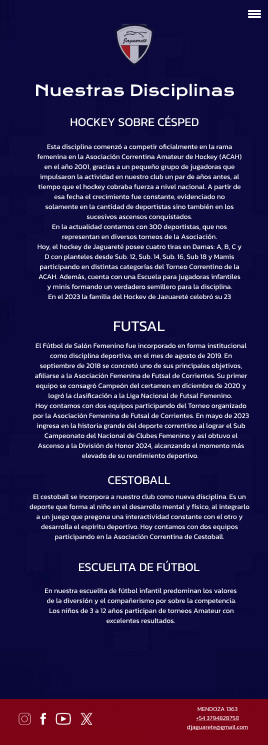 Jaguareté
Nuestras Disciplinas
HOCKEY SOBRE CÉSPED
Esta disciplina comenzó a competir oficialmente en la rama
femenina en la Asociación Correntina Amateur de Hockey (ACAH)
en el año 2001, gracias a un pequeño grupo de jugadoras que
impulsaron la actividad en nuestro club un par de años antes, al
tiempo que el hockey cobraba fuerza a nivel nacional. A partir de
esa fecha el crecimiento fue constante, evidenciado no
solamente en la cantidad de deportistas sino también en los
sucesivos ascensos conquistados.
En la actualidad contamos con 300 deportistas, que nos
representan en diversos torneos de la Asociación.
Hoy, el hockey de Jaguareté posee cuatro tiras en Damas: A, B, C y
D con planteles desde Sub. 12, Sub. 14, Sub. 16, Sub 18 y Mamis
participando en distintas categorías del Torneo Correntino de la
ACAH. Además, cuenta con una Escuela para jugadoras infantiles
y minis formando un verdadero semillero para la disciplina.
En el 2023 la familia del Hockey de Jaguareté celebró su 23
FUTSAL
El Fútbol de Salón Femenino fue incorporado en forma institucional
como disciplina deportiva, en el mes de agosto de 2019. En
septiembre de 2018 se concretó uno de sus principales objetivos,
afiliarse a la Asociación Femenina de Futsal de Corrientes. Su primer
equipo se consagró Campeón del certamen en diciembre de 2020 y
logró la clasificación a la Liga Nacional de Futsal Femenino.
Hoy contamos con dos equipos participando del Torneo organizado
por la Asociación Femenina de Futsal de Corrientes. En mayo de 2023
ingresa en la historia grande del deporte correntino al lograr el Sub
Campeonato del Nacional de Clubes Femenino y así obtuvo el
Ascenso a la División de Honor 2024, alcanzando el momento más
elevado de su rendimiento deportivo.
CESTOBALL
El cestoball se incorpora a nuestro club como nueva disciplina. Es un
deporte que forma al niño en el desarrollo mental y físico, al integrarlo
a un juego que pregona una interactividad constante con el otro y
desarrolla el espíritu deportivo. Hoy contamos con dos equipos
participando en la Asociación Correntina de Cestoball.
ESCUELITA DE FÚTBOL
En nuestra escuelita de fútbol infantil predominan los valores
de la diversión y el compañerismo por sobre la competencia.
Los niños de 3 a 12 años participan de torneos Amateur con
excelentes resultados.
MENDOZA 1363
+54 3794828758
djaguarete@gmail.com